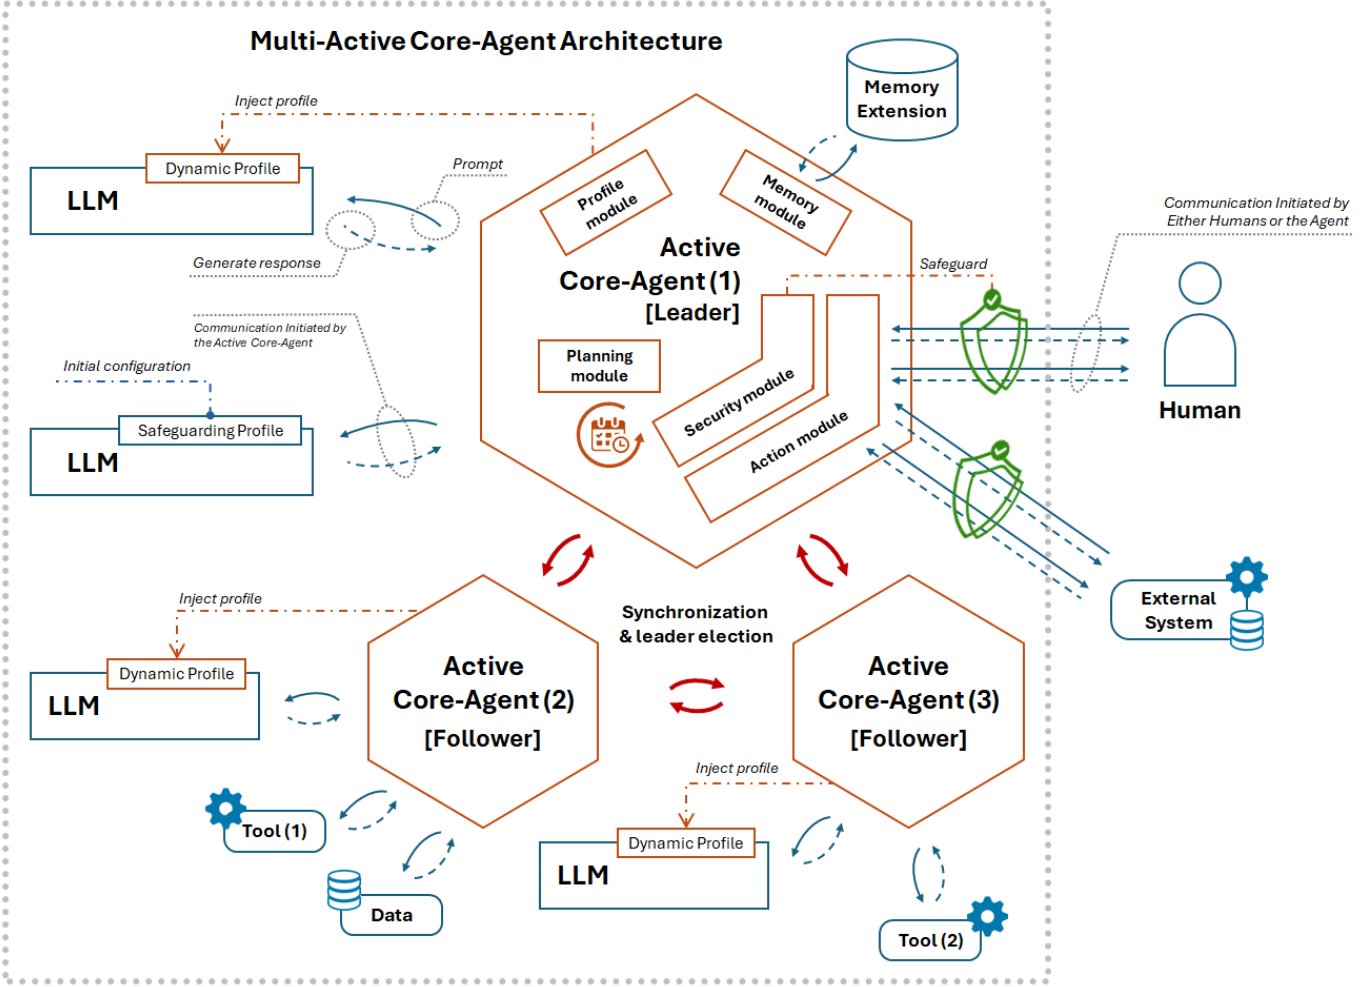 Multi-Active Core-Agent Architecture
Memory
Extension
Inject profile
Dynamic Profile
LLM
Prompt
Generate response
Profile
module
Memory
module
Active
Core-Agent (1)
[Leader]
Safeguard
Communication Initiated by
Either Humans or the Agent
Human
Communication Initiated by
the Active Core-Agent
Initial configuration
Safeguarding Profile
LLM
Planning
module
Security module
Action module
External
System
Synchronization
& leader election
Inject profile
Dynamic Profile
LLM
Active
Core-Agent (2)
[Follower]
Active
Core-Agent (3)
[Follower]
Tool (1)
Data
Inject profile
Dynamic Profile
LLM
Tool (2)